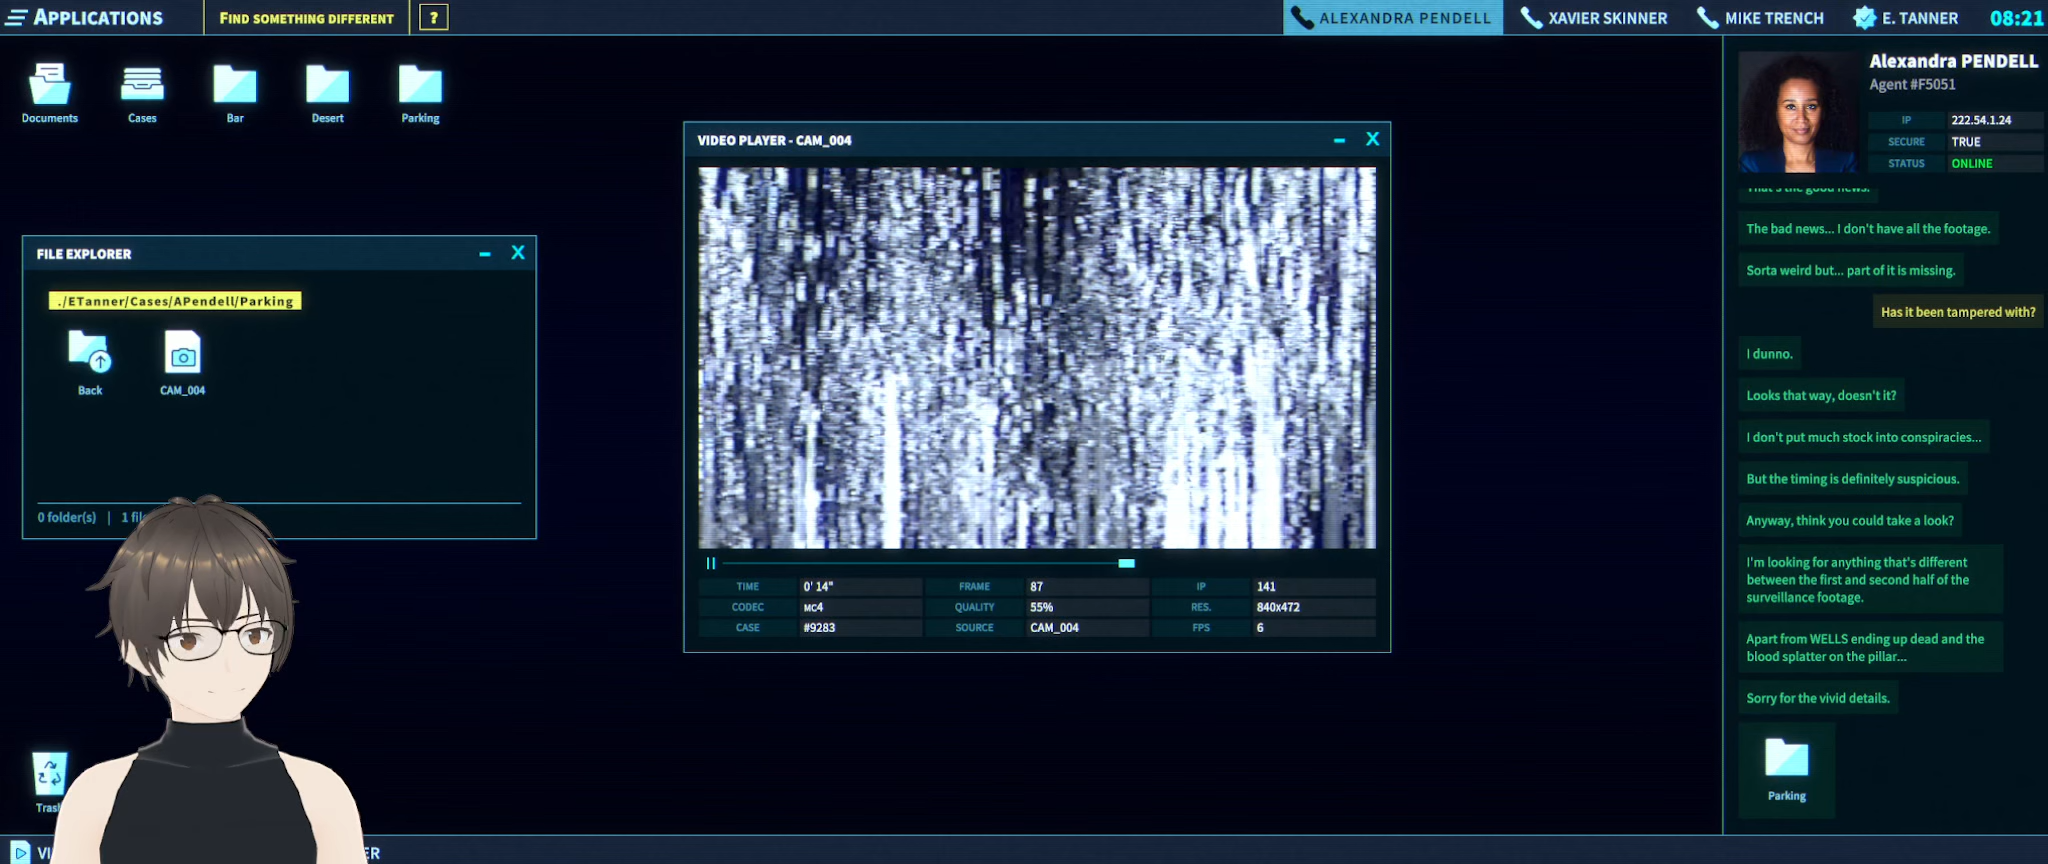 APPLICATIONS
FIND SOMETHING DIFFERENT
?
ALEXANDRA PENDELL
XAVIER SKINNER
MIKE TRENCH
E. TANNER
08:21
Documents
Cases
Bar
Desert
Parking
FILE EXPLORER
./ETanner/Cases/APendell/Parking
Back
CAM_004
0 folder(s) | 1
Trash
VIDEO PLAYER - CAM_004
TIME 0' 14" FRAME 87 IP 141
CODEC MC4 QUALITY 55% RES. 840x472
CASE #9283 SOURCE CAM_004 FPS 6
Alexandra PENDELL
Agent #F5051
IP 222.54.1.24
SECURE TRUE
STATUS ONLINE
That's the good news.
The bad news... I don't have all the footage.
Sorta weird but... part of it is missing.
Has it been tampered with?
I dunno.
Looks that way, doesn't it?
I don't put much stock into conspiracies...
But the timing is definitely suspicious.
Anyway, think you could take a look?
I'm looking for anything that's different
between the first and second half of the
surveillance footage.
Apart from WELLS ending up dead and the
blood splatter on the pillar...
Sorry for the vivid details.
Parking